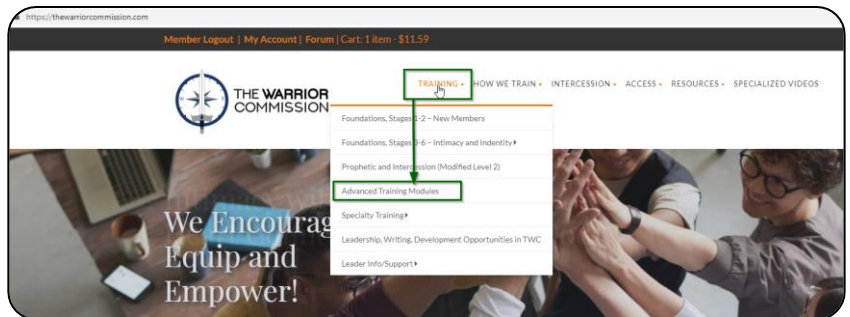 https://thewarriorcommission.com
Member Logout | My Account | Forum | Cart: 1 item - $11.59
THE WARRIOR
COMMISSION
TRAINING HOW WE TRAIN INTERCESSION ACCESS RESOURCES SPECIALIZED VIDEOS
Foundations, Stages 1-2 – New Members
Foundations, Stages 3-6 – Intimacy and Indentity
Prophetic and Intercession (Modified Level 2)
Advanced Training Modules
Specialty Training
Leadership, Writing, Development Opportunities in TWC
Leader Info/Support
We Encourag
Equip and
Empower!